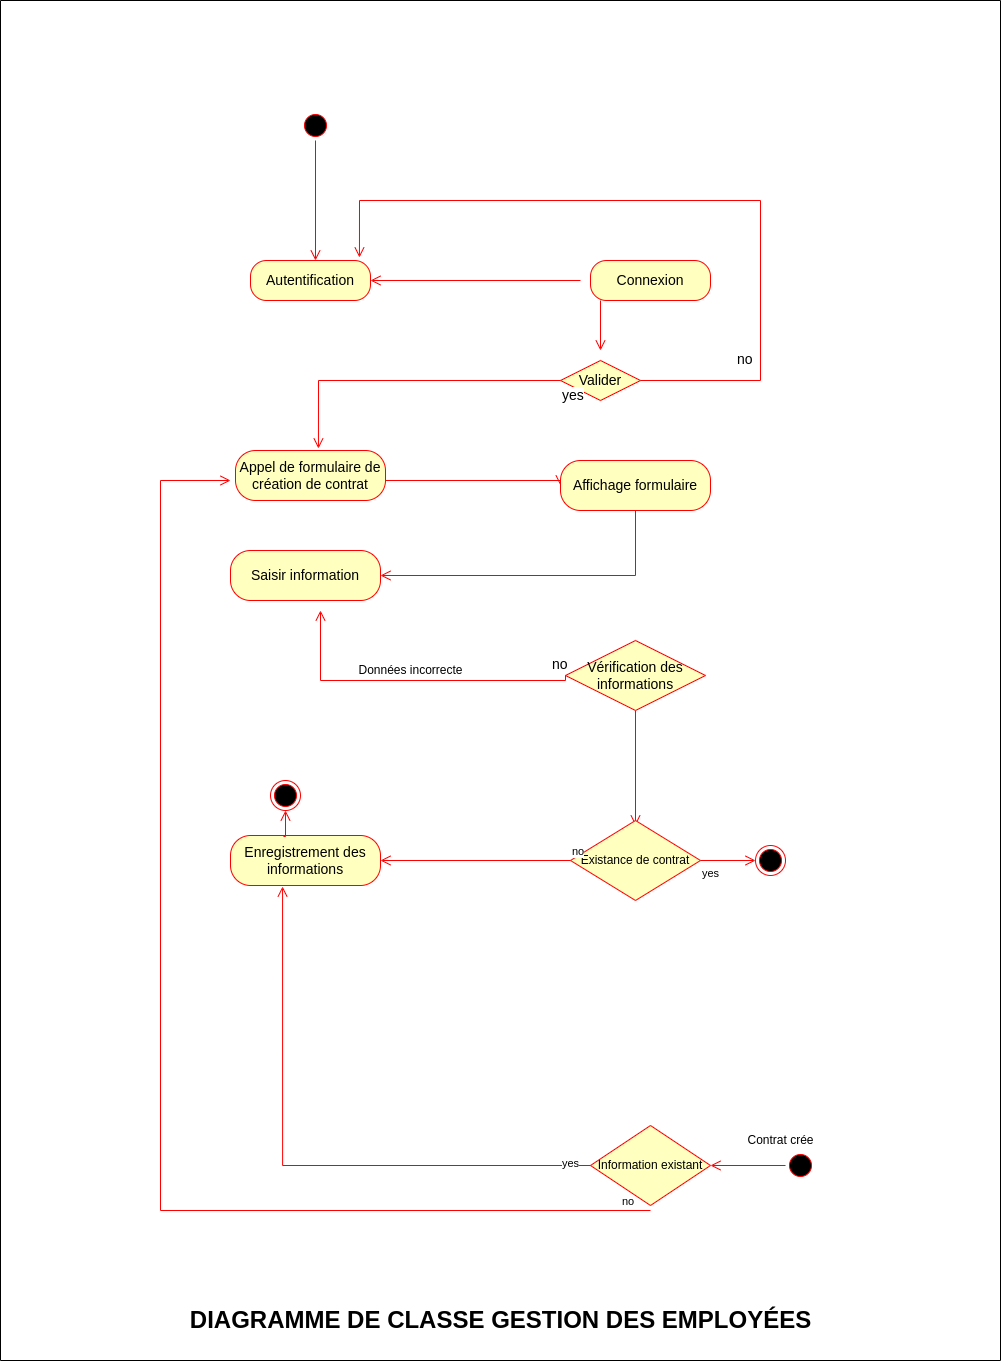 Autentification
Connexion
no
Valider
yes
Appel de formulaire de
création de contrat
Affichage formulaire
Saisir information
Données incorrecte
no
Vérification des
informations
Enregistrement des
informations
no
Existance de contrat
yes
Contrat crée
yes
Information existant
no
DIAGRAMME DE CLASSE GESTION DES EMPLOYÉES